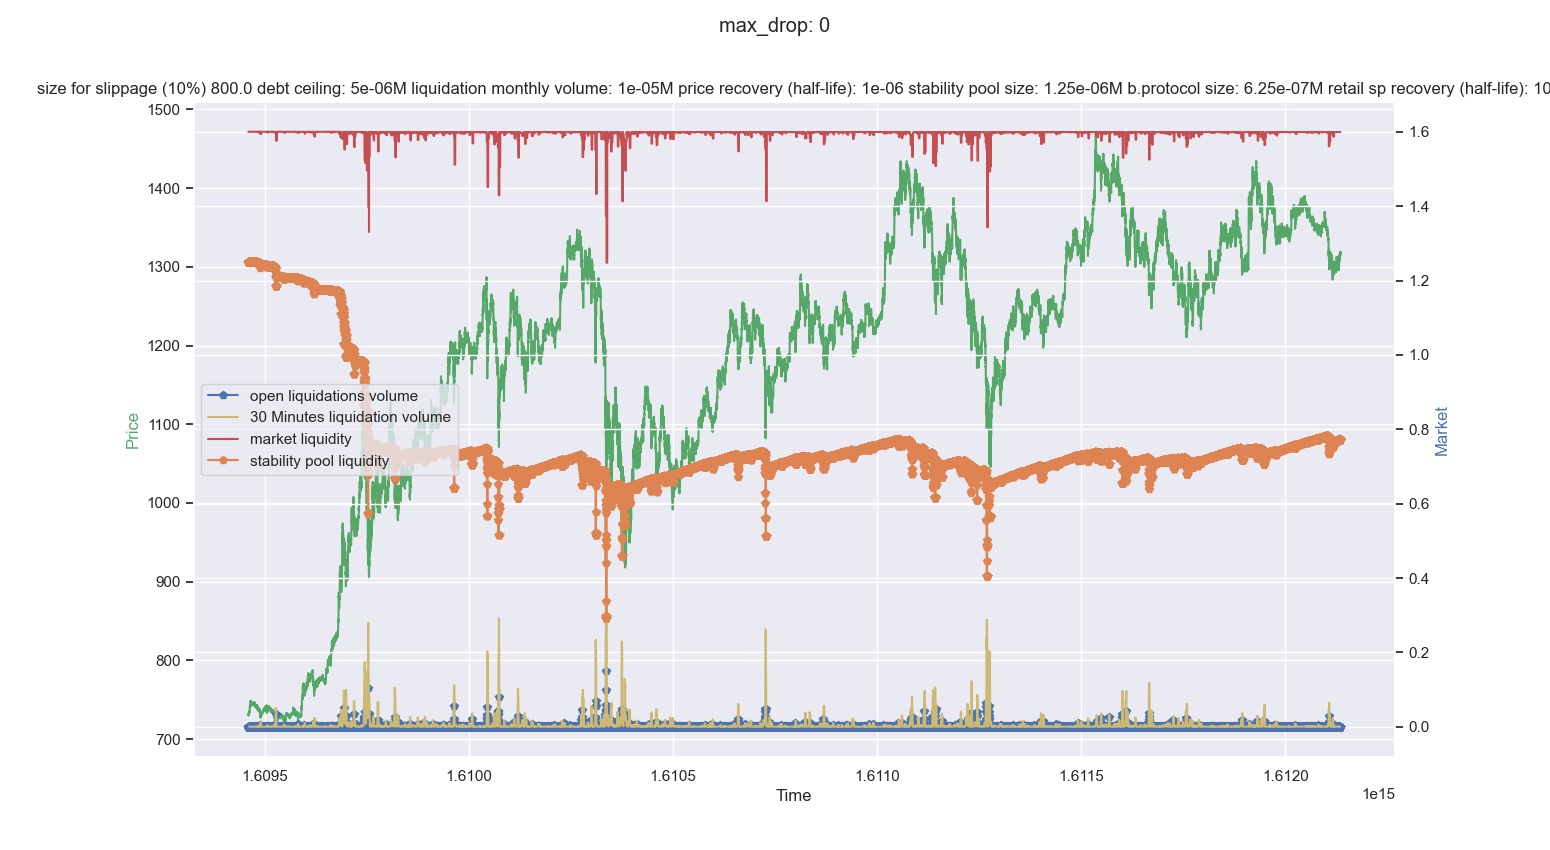 max_drop: 0
size for slippage (10%) 800.0 debt ceiling: 5e-06M liquidation monthly volume: 1e-05M price recovery (half-life): 1e-06 stability pool size: 1.25e-06M b.protocol size: 6.25e-07M retail sp recovery (half-life): 10
1500
1400
1300
1200
1100
1000
900
800
700
Price
open liquidations volume
30 Minutes liquidation volume
market liquidity
stability pool liquidity
1.6
1.4
1.2
1.0
0.8
0.6
0.4
0.2
0.0
Market
1.6095
1.6100
1.6105
1.6110
1.6115
1.6120
1e15
Time